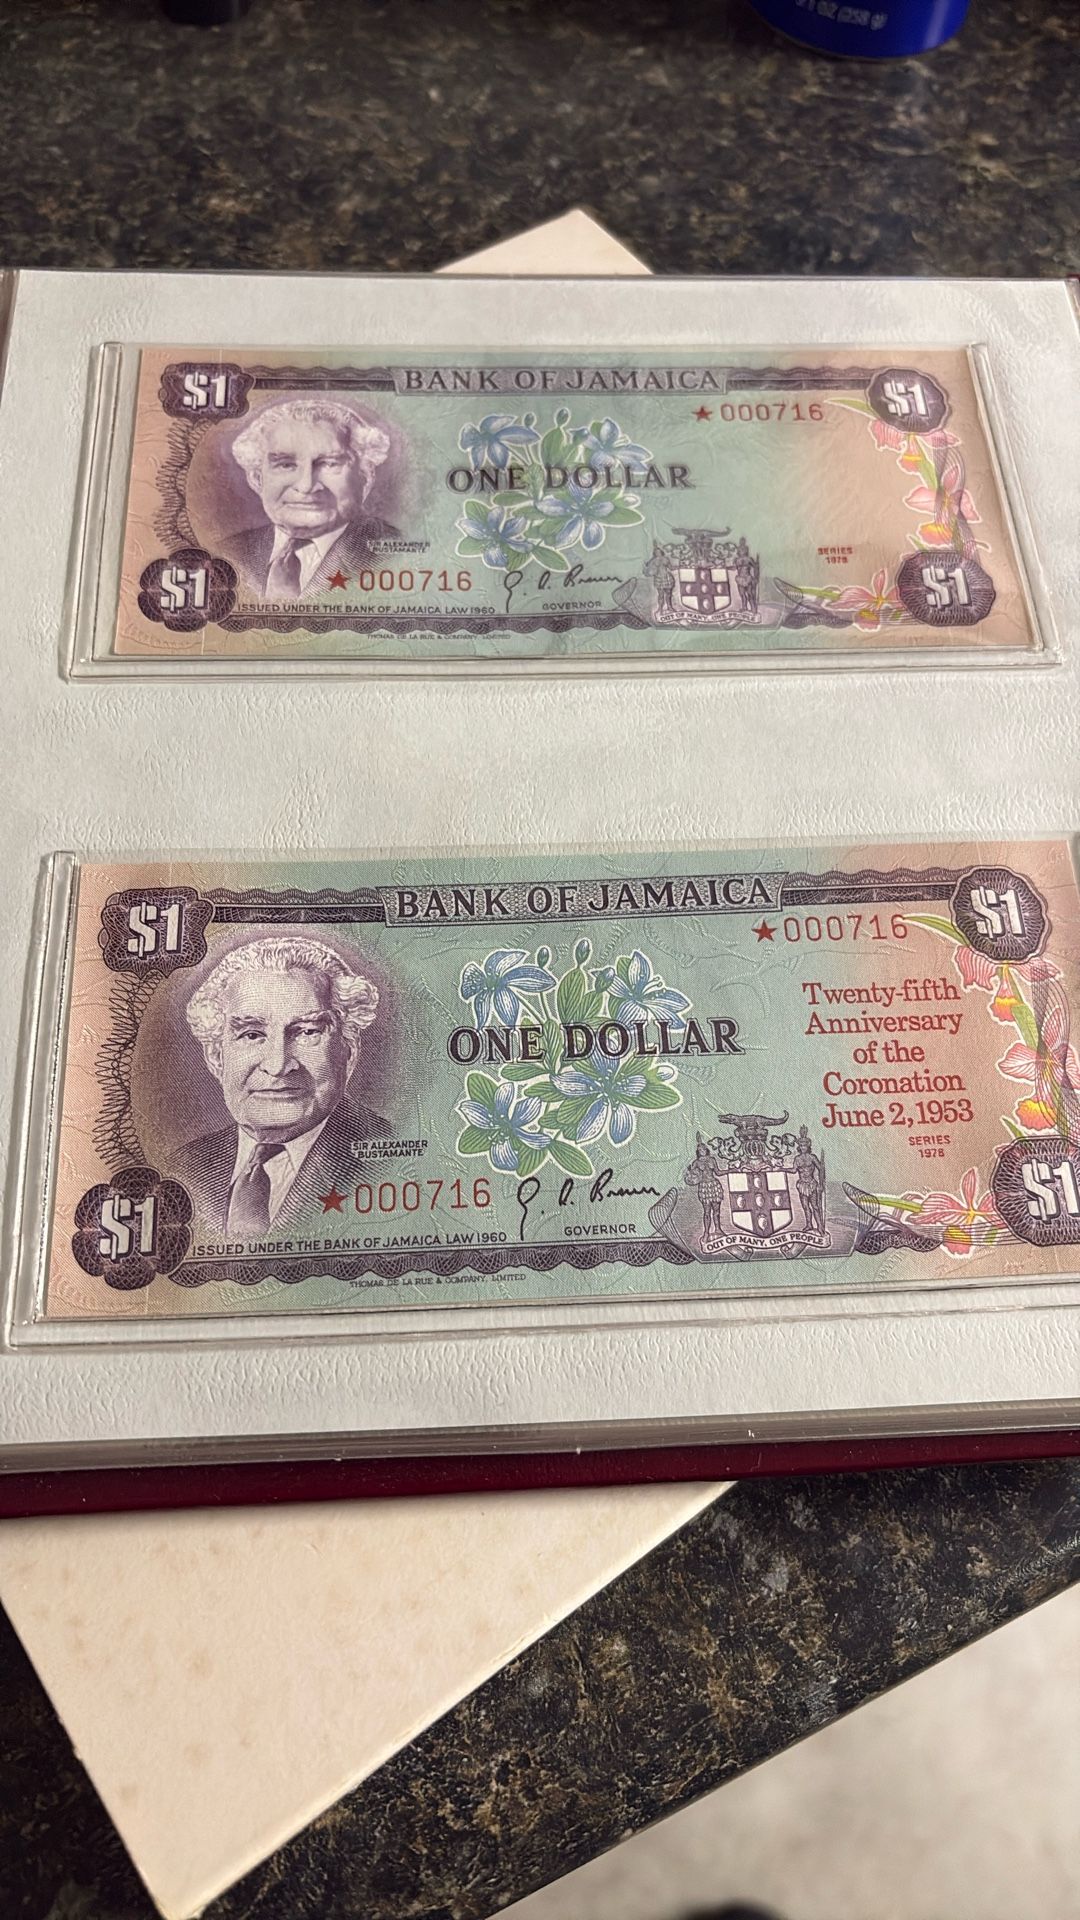 $1
BANK OF JAMAICA
$1
★000716
ONE DOLLAR
SIR ALEXANDER
BUSTAMANTE
SERIES
1978
$1
★000716
G. A. Brown
$1
ISSUED UNDER THE BANK OF JAMAICA LAW 1960
GOVERNOR
OUT OF MANY, ONE PEOPLE
THOMAS DE LA RUE & COMPANY, LIMITED
$1
BANK OF JAMAICA
$1
★000716
Twenty-fifth
Anniversary
of the
Coronation
June 2, 1953
ONE DOLLAR
SERIES
1978
SIR ALEXANDER
BUSTAMANTE
$1
★000716
G. A. Brown
$1
ISSUED UNDER THE BANK OF JAMAICA LAW 1960
GOVERNOR
OUT OF MANY, ONE PEOPLE
THOMAS DE LA RUE & COMPANY, LIMITED